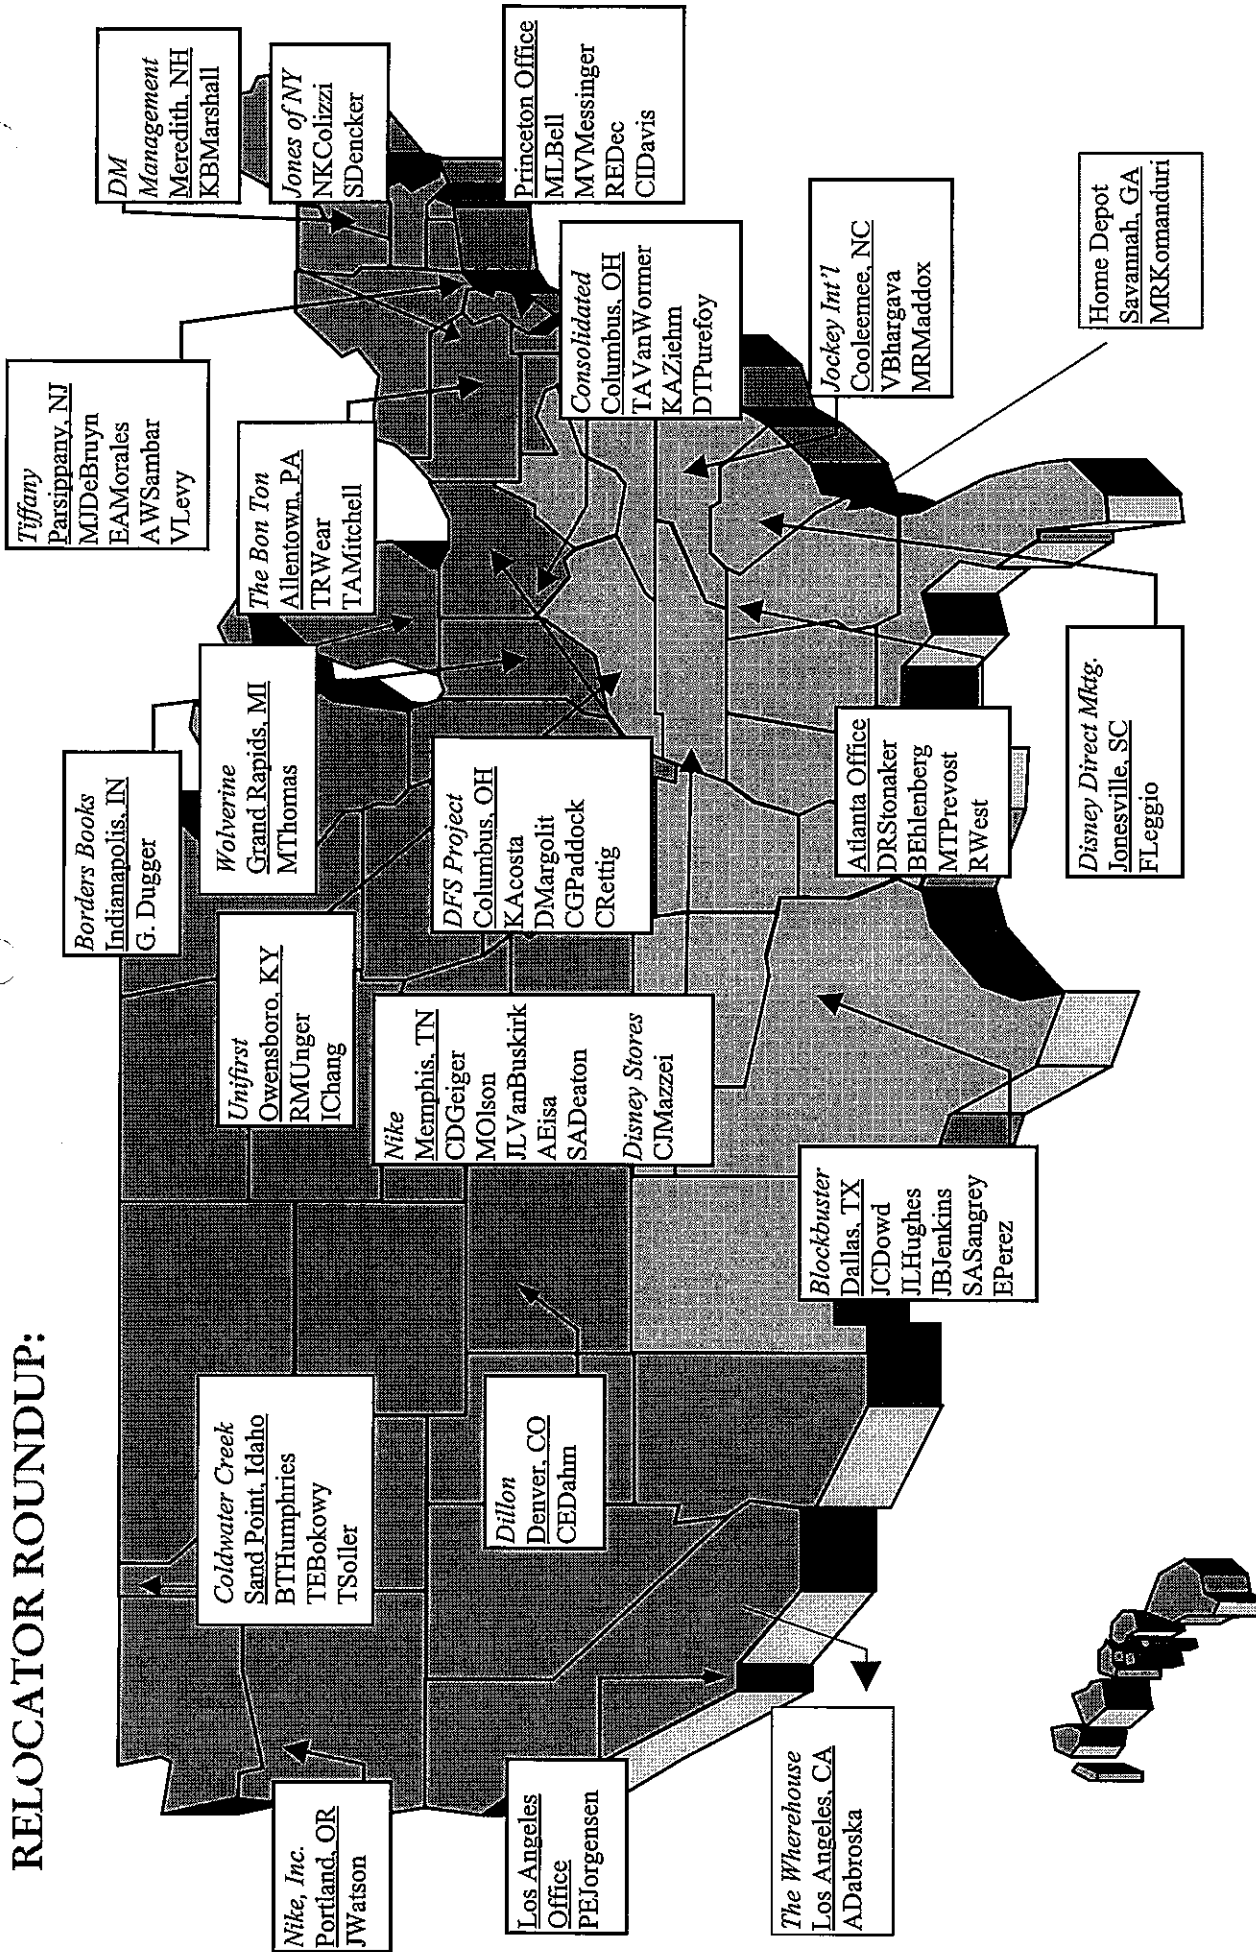 RELOCATOR ROUNDUP:
Nike, Inc.
Portland, OR
JWatson
Los Angeles
Office
PEJorgensen
The Wherehouse
Los Angeles, CA
ADabroska
Coldwater Creek
Sand Point, Idaho
BTHumphries
TEBokowy
TSoller
Dillon
Denver, CO
CEDahm
Blockbuster
Dallas, TX
JCDowd
JLHughes
JBJenkins
SASangrey
EPerez
Borders Books
Indianapolis, IN
G. Dugger
Unifirst
Owensboro, KY
RMUnger
IChang
Nike
Memphis, TN
CDGeiger
MOlson
JLVanBuskirk
AEisa
SADeaton
Disney Stores
CJMazzei
Wolverine
Grand Rapids, MI
MThomas
DFS Project
Columbus, OH
KAcosta
DMargolit
CGPaddock
CRettig
Atlanta Office
DRStonaker
BEhlenberg
MTPrevost
RWest
Disney Direct Mktg.
Jonesville, SC
FLeggio
Tiffany
Parsippany, NJ
MJDeBruyn
EAMorales
AWSambar
VLevy
The Bon Ton
Allentown, PA
TRWear
TAMitchell
Consolidated
Columbus, OH
TAVanWormer
KAZiehm
DTPurefoy
Jockey Int'l
Cooleemee, NC
VBhargava
MRMaddox
Home Depot
Savannah, GA
MRKomanduri
DM
Management
Meredith, NH
KBMarshall
Jones of NY
NKColizzi
SDencker
Princeton Office
MLBell
MVMessinger
REDec
CIDavis